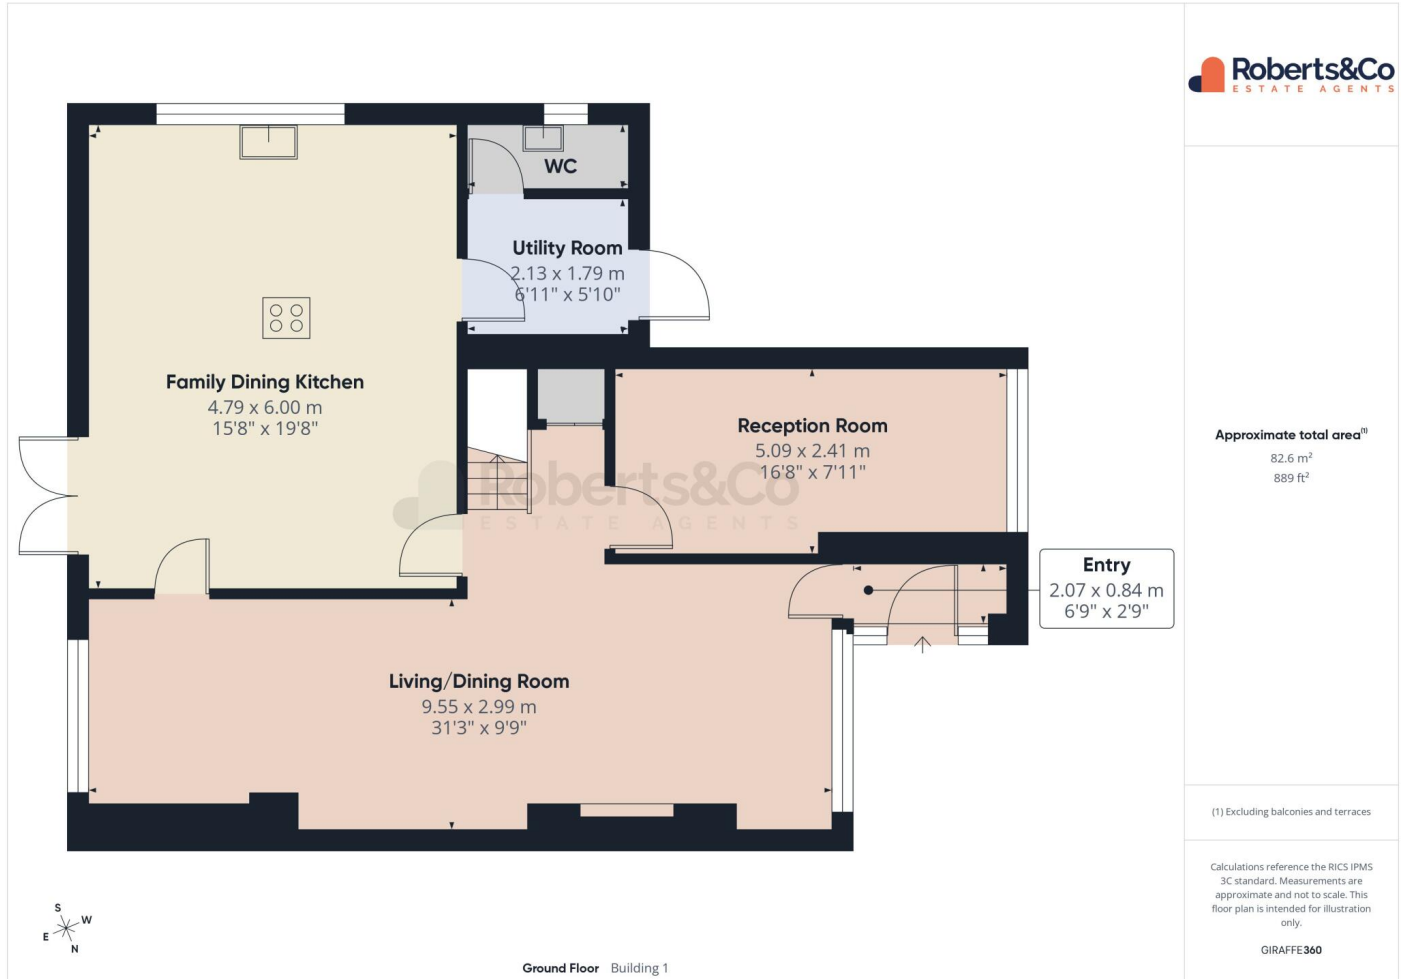 Roberts&Co
ESTATE AGENTS
WC
Utility Room
2.13 x 1.79 m
6'11" x 5'10"
Family Dining Kitchen
4.79 x 6.00 m
15'8" x 19'8"
Reception Room
5.09 x 2.41 m
16'8" x 7'11"
Roberts&Co
ESTATE AGENTS
Approximate total area(1)
82.6 m²
889 ft²
Entry
2.07 x 0.84 m
6'9" x 2'9"
Living/Dining Room
9.55 x 2.99 m
31'3" x 9'9"
(1) Excluding balconies and terraces
Calculations reference the RICS IPMS
3C standard. Measurements are
approximate and not to scale. This
floor plan is intended for illustration
only.
GIRAFFE360
S
W
E
N
Ground Floor Building 1